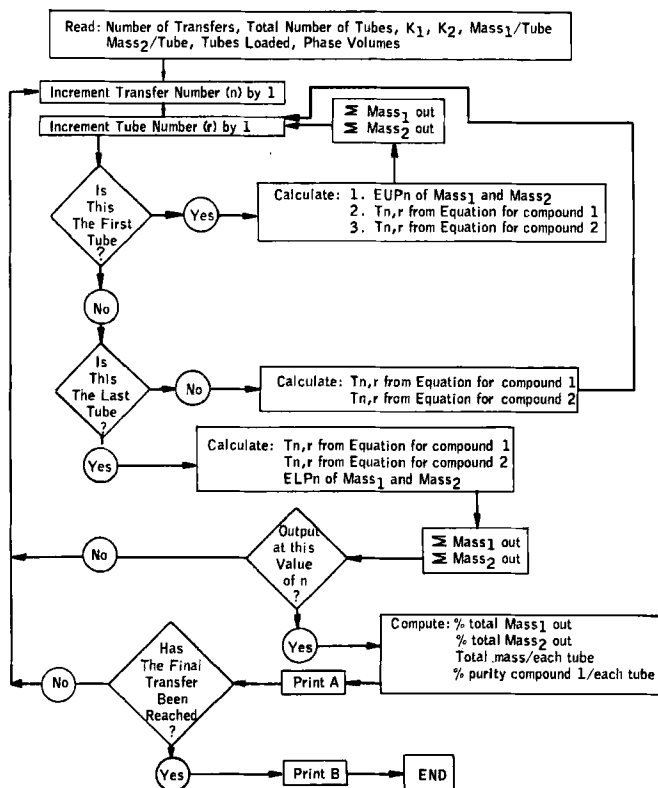 Read: Number of Transfers, Total Number of Tubes, K1, K2, Mass1/Tube
Mass2/Tube, Tubes Loaded, Phase Volumes
Increment Transfer Number (n) by 1
Increment Tube Number (r) by 1
Σ Mass1 out
Σ Mass2 out
Is
This
The First
Tube
?
Yes
Calculate: 1. EUPn of Mass1 and Mass2
2. Tn,r from Equation for compound 1
3. Tn,r from Equation for compound 2
No
Is
This
The Last
Tube
?
No
Calculate: Tn,r from Equation for compound 1
Tn,r from Equation for compound 2
Yes
Calculate: Tn,r from Equation for compound 1
Tn,r from Equation for compound 2
ELPn of Mass1 and Mass2
Σ Mass1 out
Σ Mass2 out
Output
at this
Value
of n
?
No
Yes
Compute: % total Mass1 out
% total Mass2 out
Total mass/each tube
% purity compound 1/each tube
Print A
Has
The Final
Transfer
Been
Reached
?
No
Yes
Print B
END